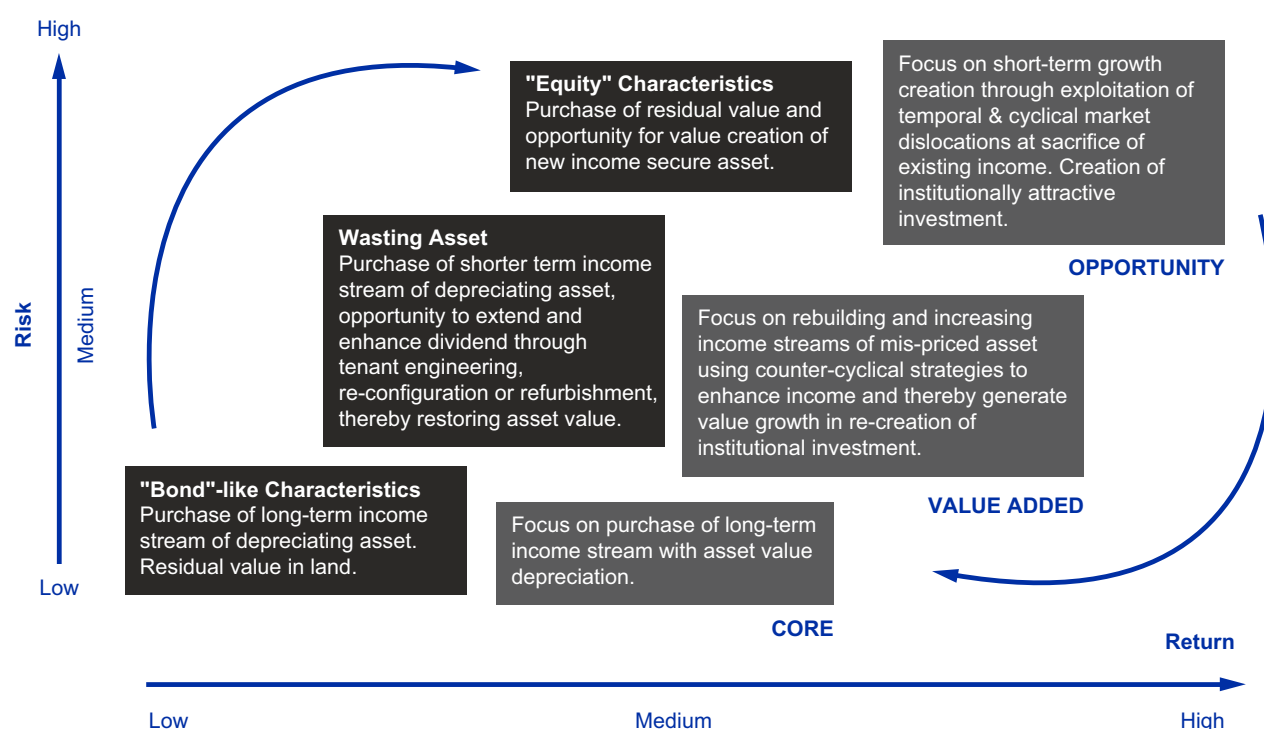 High
"Equity" Characteristics
Purchase of residual value and
opportunity for value creation of
new income secure asset.
Focus on short-term growth
creation through exploitation of
temporal & cyclical market
dislocations at sacrifice of
existing income. Creation of
institutionally attractive
investment.
OPPORTUNITY
Risk
Medium
Wasting Asset
Purchase of shorter term income
stream of depreciating asset,
opportunity to extend and
enhance dividend through
tenant engineering,
re-configuration or refurbishment,
thereby restoring asset value.
Focus on rebuilding and increasing
income streams of mis-priced asset
using counter-cyclical strategies to
enhance income and thereby generate
value growth in re-creation of
institutional investment.
VALUE ADDED
"Bond"-like Characteristics
Purchase of long-term income
stream of depreciating asset.
Residual value in land.
Focus on purchase of long-term
income stream with asset value
depreciation.
CORE
Low
Return
Low
Medium
High